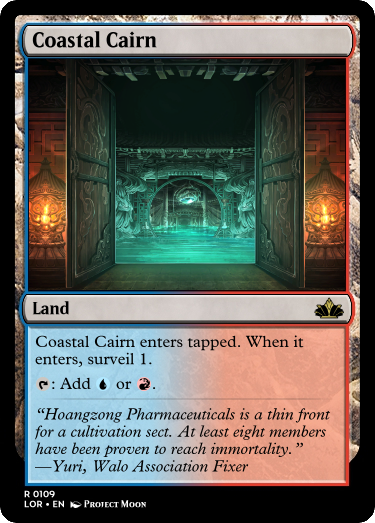 Coastal Cairn
Land
Coastal Cairn enters tapped. When it
enters, surveil 1.
: Add or .
“Hoangzong Pharmaceuticals is a thin front
for a cultivation sect. At least eight members
have been proven to reach immortality.”
—Yuri, Walo Association Fixer
R 0109
LOR • EN Project Moon